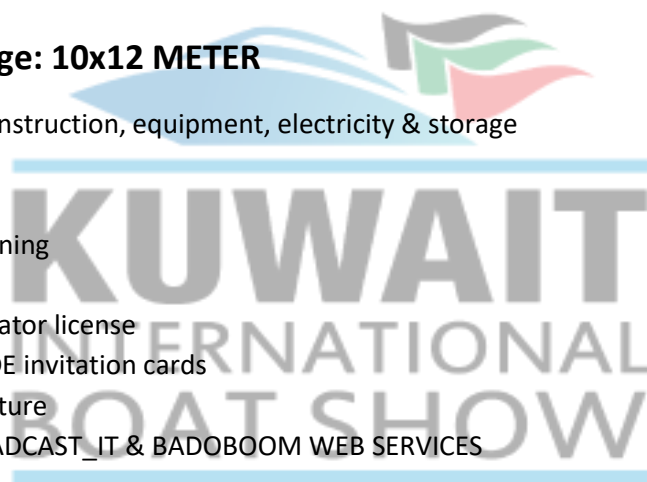 ge: 10x12 METER
nstruction, equipment, electricity & storage
KUWAIT
ning
ator license
INTERNATIONAL
DE invitation cards
ture
BOAT SHOW
ADCAST_IT & BADOBOOM WEB SERVICES